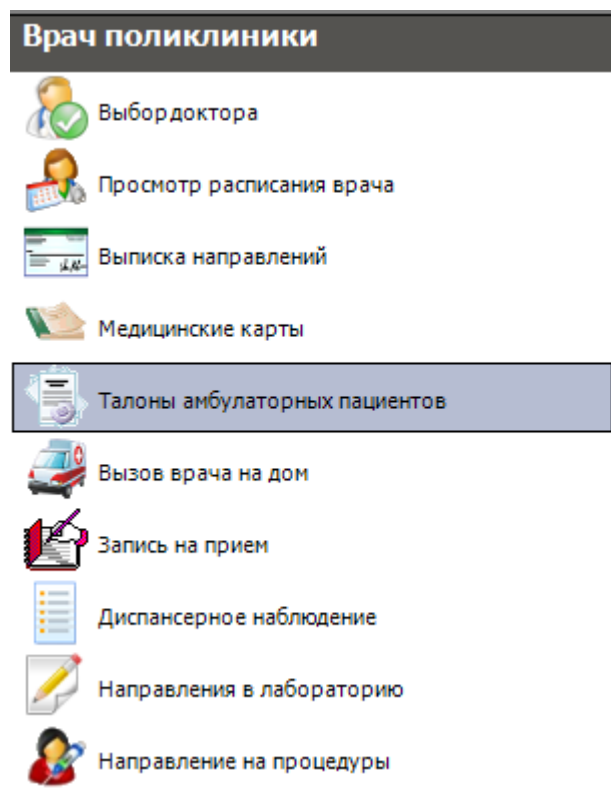 Врач поликлиники
Выбор доктора
Просмотр расписания врача
Выписка направлений
Медицинские карты
Талоны амбулаторных пациентов
Вызов врача на дом
Запись на прием
Диспансерное наблюдение
Направления в лабораторию
Направление на процедуры